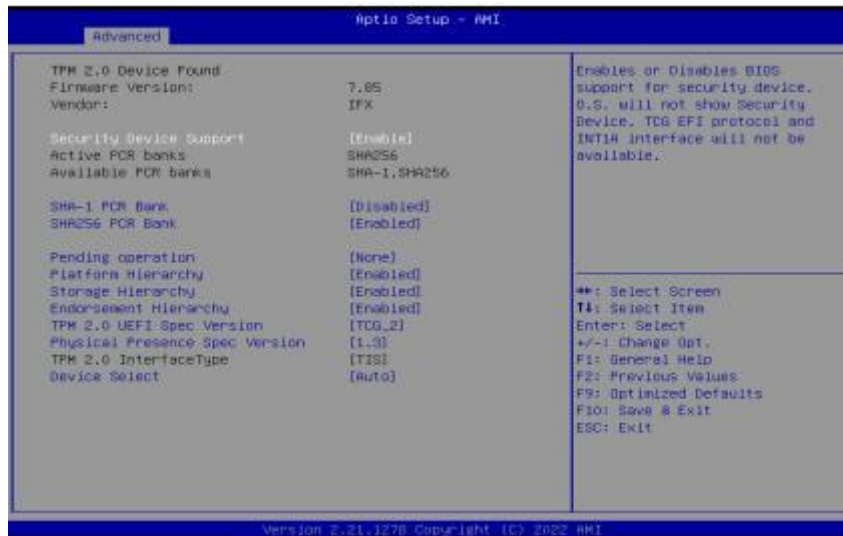 Aptio Setup - AMI
Advanced
TPM 2.0 Device Found
Firmware Version: 7.85
Vendor: IFX
Security Device Support [Enable]
Active PCR banks SHA256
Available PCR banks SHA-1,SHA256
SHA-1 PCR Bank [Disabled]
SHA256 PCR Bank [Enabled]
Pending operation [None]
Platform Hierarchy [Enabled]
Storage Hierarchy [Enabled]
Endorsement Hierarchy [Enabled]
TPM 2.0 UEFI Spec Version [TCG_2]
Physical Presence Spec Version [1.3]
TPM 2.0 InterfaceType [TIS]
Device Select [Auto]
Enables or Disables BIOS
support for security device.
O.S. will not show Security
Device. TCG EFI protocol and
INT1A interface will not be
available.
→←: Select Screen
↑↓: Select Item
Enter: Select
+/-: Change Opt.
F1: General Help
F2: Previous Values
F9: Optimized Defaults
F10: Save & Exit
ESC: Exit
Version 2.21.1278 Copyright (C) 2022 AMI